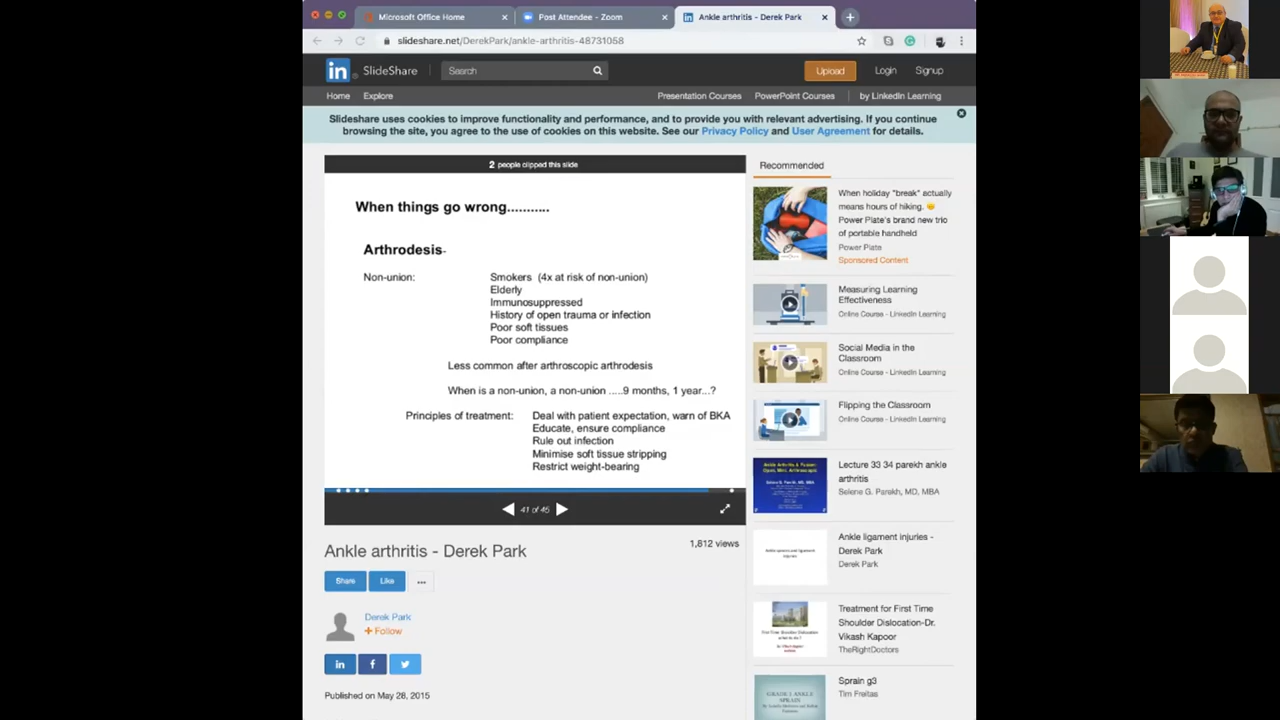 Microsoft Office Home
Post Attendee - Zoom
Ankle arthritis - Derek Park
slideshare.net/DerekPark/ankle-arthritis-48731058
in SlideShare
Search
Upload
Login
Signup
Home
Explore
Presentation Courses
PowerPoint Courses
by LinkedIn Learning
Slideshare uses cookies to improve functionality and performance, and to provide you with relevant advertising. If you continue
browsing the site, you agree to the use of cookies on this website. See our Privacy Policy and User Agreement for details.
2 people clipped this slide
When things go wrong..........
Arthrodesis-
Non-union:
Smokers (4x at risk of non-union)
Elderly
Immunosuppressed
History of open trauma or infection
Poor soft tissues
Poor compliance
Less common after arthroscopic arthrodesis
When is a non-union, a non-union .....9 months, 1 year...?
Principles of treatment:
Deal with patient expectation, warn of BKA
Educate, ensure compliance
Rule out infection
Minimise soft tissue stripping
Restrict weight-bearing
41 of 45
Ankle arthritis - Derek Park
1,812 views
Share
Like
...
Derek Park
+ Follow
in
f
Published on May 28, 2015
Recommended
When holiday "break" actually
means hours of hiking.
Power Plate's brand new trio
of portable handheld
Power Plate
Sponsored Content
Measuring Learning
Effectiveness
Online Course - LinkedIn Learning
Social Media in the
Classroom
Online Course - LinkedIn Learning
Flipping the Classroom
Online Course - LinkedIn Learning
Lecture 33 34 parekh ankle
arthritis
Selene G. Parekh, MD, MBA
Ankle ligament injuries -
Derek Park
Derek Park
Treatment for First Time
Shoulder Dislocation-Dr.
Vikash Kapoor
TheRightDoctors
Sprain g3
Tim Freitas
GRADE 3 ANKLE
SPRAIN